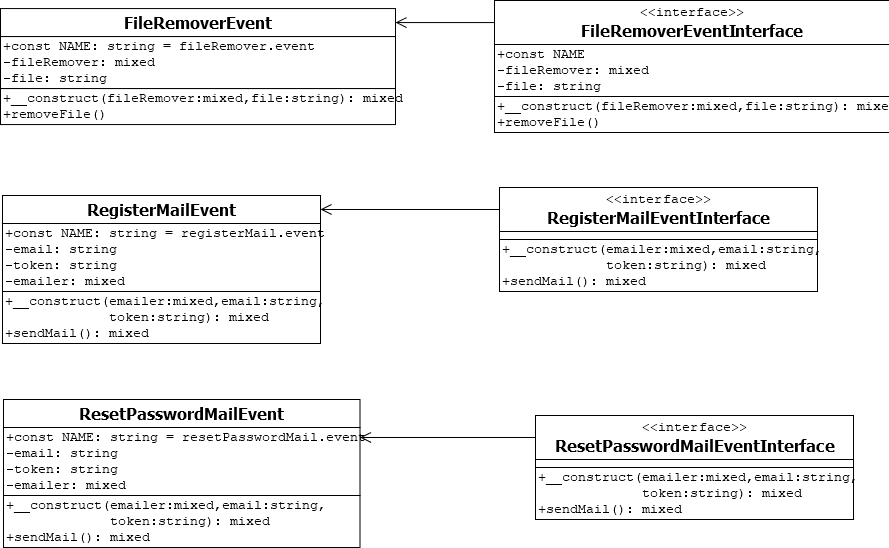 FileRemoverEvent
+const NAME: string = fileRemover.event
-fileRemover: mixed
-file: string
+__construct(fileRemover:mixed,file:string): mixed
+removeFile()
<<interface>>
FileRemoverEventInterface
+const NAME
-fileRemover: mixed
-file: string
+__construct(fileRemover:mixed,file:string): mixe
+removeFile()
RegisterMailEvent
+const NAME: string = registerMail.event
-email: string
-token: string
-emailer: mixed
+__construct(emailer:mixed,email:string,
token:string): mixed
+sendMail(): mixed
<<interface>>
RegisterMailEventInterface
+__construct(emailer:mixed,email:string,
token:string): mixed
+sendMail(): mixed
ResetPasswordMailEvent
+const NAME: string = resetPasswordMail.event
-email: string
-token: string
-emailer: mixed
+__construct(emailer:mixed,email:string,
token:string): mixed
+sendMail(): mixed
<<interface>>
ResetPasswordMailEventInterface
+__construct(emailer:mixed,email:string,
token:string): mixed
+sendMail(): mixed